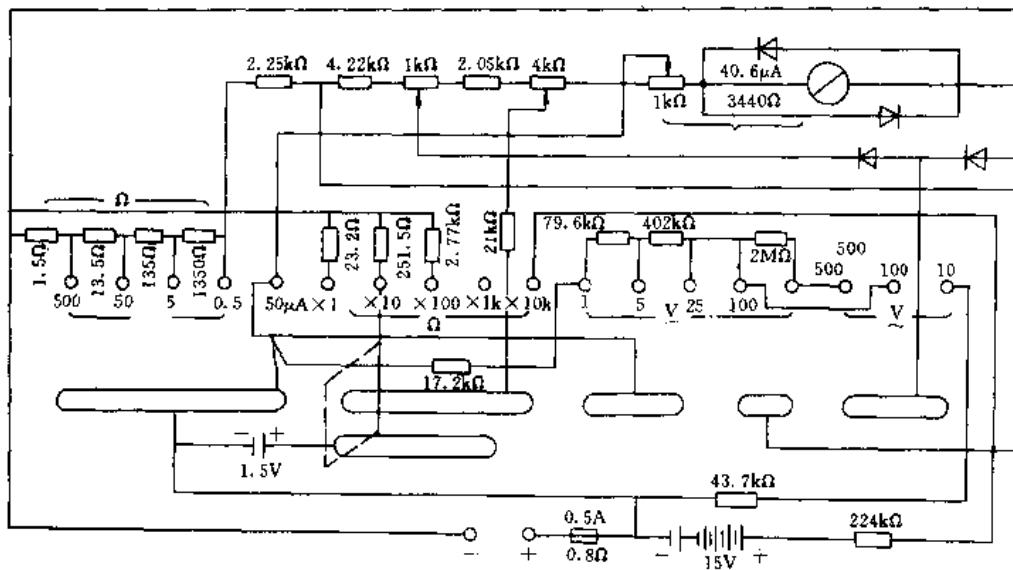 2.25kΩ 4.22kΩ 1kΩ 2.05kΩ 4kΩ
40.6μA
1kΩ 3440Ω
Ω
1.5Ω 13.5Ω 135Ω 1350Ω
23.2Ω 251.5Ω 2.77kΩ 21kΩ
79.6kΩ 402kΩ 2MΩ
500
500 50 5 0.5 50μA ×1 ×10 ×100 ×1k ×10k 1 5 25 100 500 100 10
Ω V V
~
17.2kΩ
- +
1.5V
43.7kΩ
0.5A
0.8Ω
224kΩ
- + - +
15V